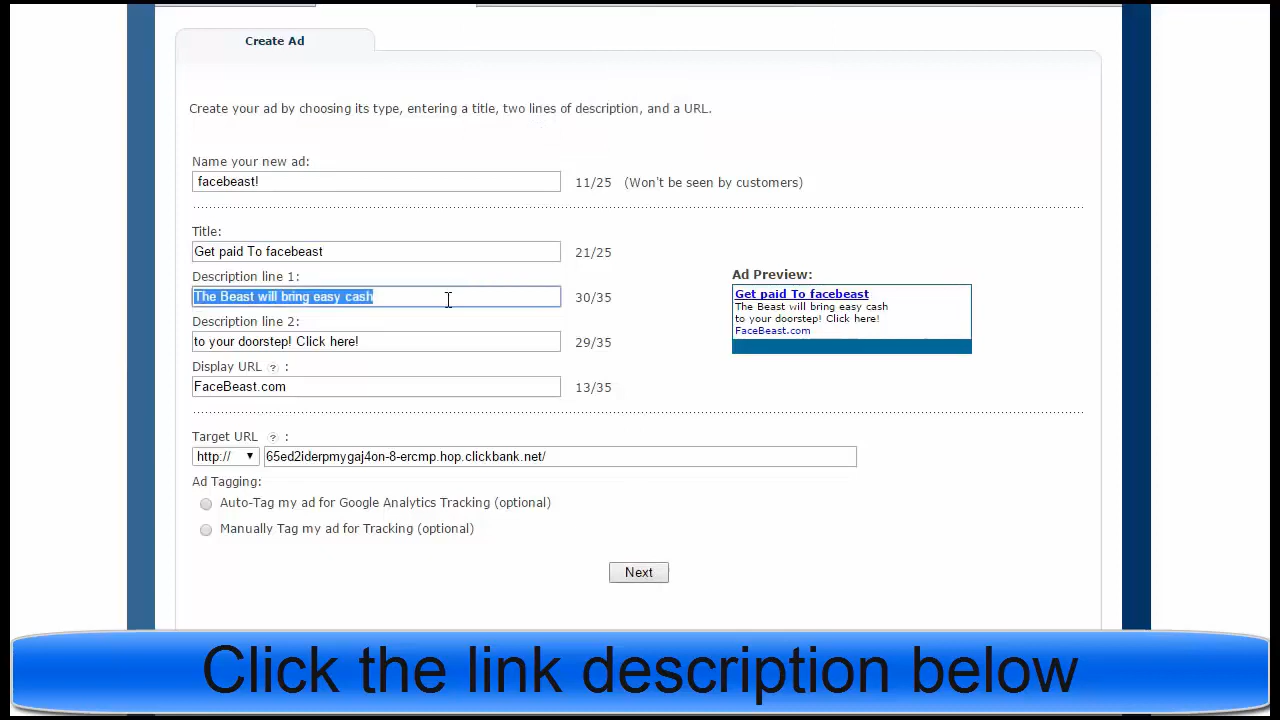 Create Ad
Create your ad by choosing its type, entering a title, two lines of description, and a URL.
Name your new ad:
facebeast!
11/25 (Won't be seen by customers)
Title:
Get paid To facebeast
21/25
Description line 1:
The Beast will bring easy cash
30/35
Description line 2:
to your doorstep! Click here!
29/35
Display URL ? :
FaceBeast.com
13/35
Ad Preview:
Get paid To facebeast
The Beast will bring easy cash
to your doorstep! Click here!
FaceBeast.com
Target URL ? :
http:// 65ed2iderpmygaj4on-8-ercmp.hop.clickbank.net/
Ad Tagging:
Auto-Tag my ad for Google Analytics Tracking (optional)
Manually Tag my ad for Tracking (optional)
Next
Click the link description below